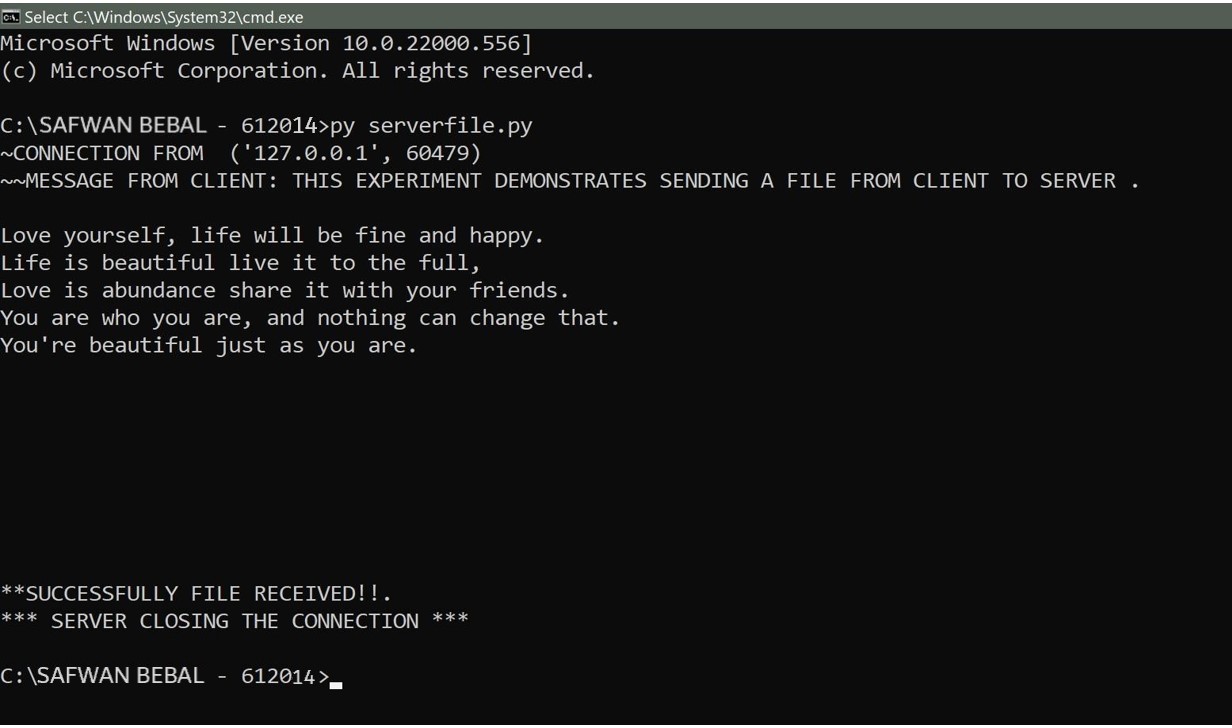 Select C:\Windows\System32\cmd.exe
Microsoft Windows [Version 10.0.22000.556]
(c) Microsoft Corporation. All rights reserved.
C:\SAFWAN BEBAL - 612014>py serverfile.py
~CONNECTION FROM  ('127.0.0.1', 60479)
~~MESSAGE FROM CLIENT: THIS EXPERIMENT DEMONSTRATES SENDING A FILE FROM CLIENT TO SERVER .
Love yourself, life will be fine and happy.
Life is beautiful live it to the full,
Love is abundance share it with your friends.
You are who you are, and nothing can change that.
You're beautiful just as you are.
**SUCCESSFULLY FILE RECEIVED!!.
*** SERVER CLOSING THE CONNECTION ***
C:\SAFWAN BEBAL - 612014>